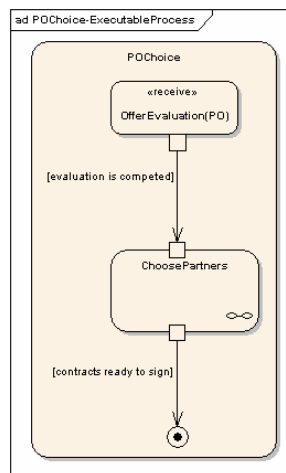 ad POChoice-ExecutableProcess
POChoice
«receive»
OfferEvaluation(PO)
[evaluation is competed]
ChoosePartners
[contracts ready to sign]